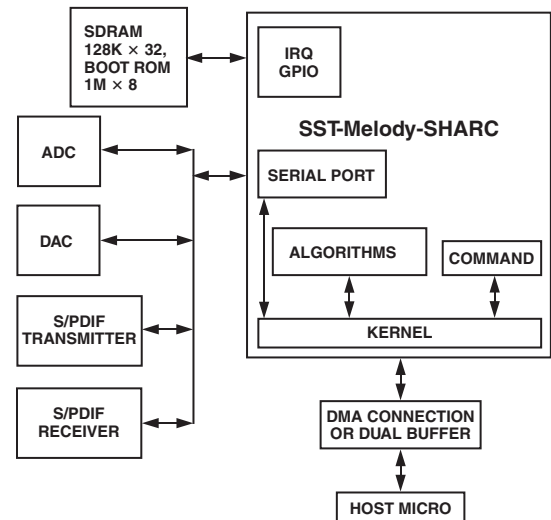 SDRAM
128K × 32,
BOOT ROM
1M × 8
IRQ
GPIO
SST-Melody-SHARC
ADC
SERIAL PORT
DAC
ALGORITHMS
COMMAND
S/PDIF
TRANSMITTER
KERNEL
S/PDIF
RECEIVER
DMA CONNECTION
OR DUAL BUFFER
HOST MICRO